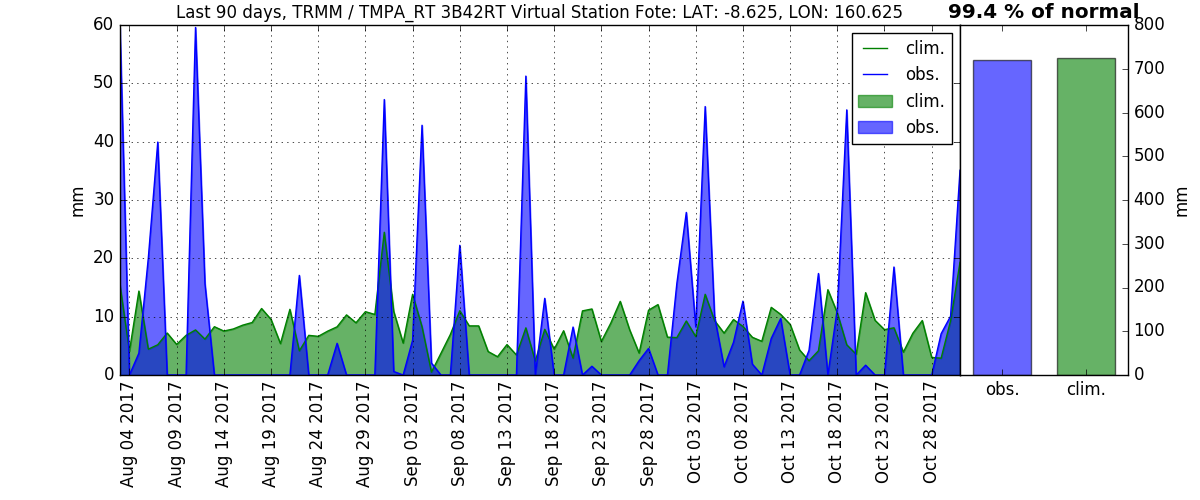 Last 90 days, TRMM / TMPA_RT 3B42RT Virtual Station Fote: LAT: -8.625, LON: 160.625
99.4 % of normal
60
50
40
30
20
10
0
mm
clim.
obs.
clim.
obs.
800
700
600
500
400
300
200
100
0
mm
Aug 04 2017
Aug 09 2017
Aug 14 2017
Aug 19 2017
Aug 24 2017
Aug 29 2017
Sep 03 2017
Sep 08 2017
Sep 13 2017
Sep 18 2017
Sep 23 2017
Sep 28 2017
Oct 03 2017
Oct 08 2017
Oct 13 2017
Oct 18 2017
Oct 23 2017
Oct 28 2017
obs.
clim.